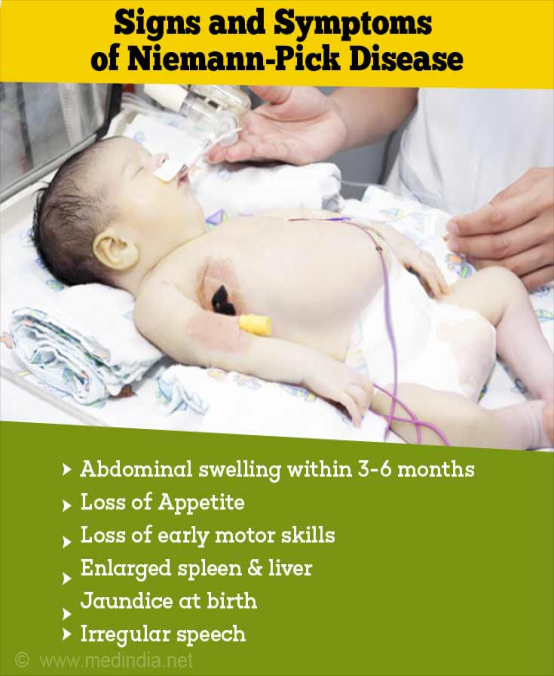 Signs and Symptoms
of Niemann-Pick Disease
Abdominal swelling within 3-6 months
Loss of Appetite
Loss of early motor skills
Enlarged spleen & liver
Jaundice at birth
Irregular speech
© www.medindia.net